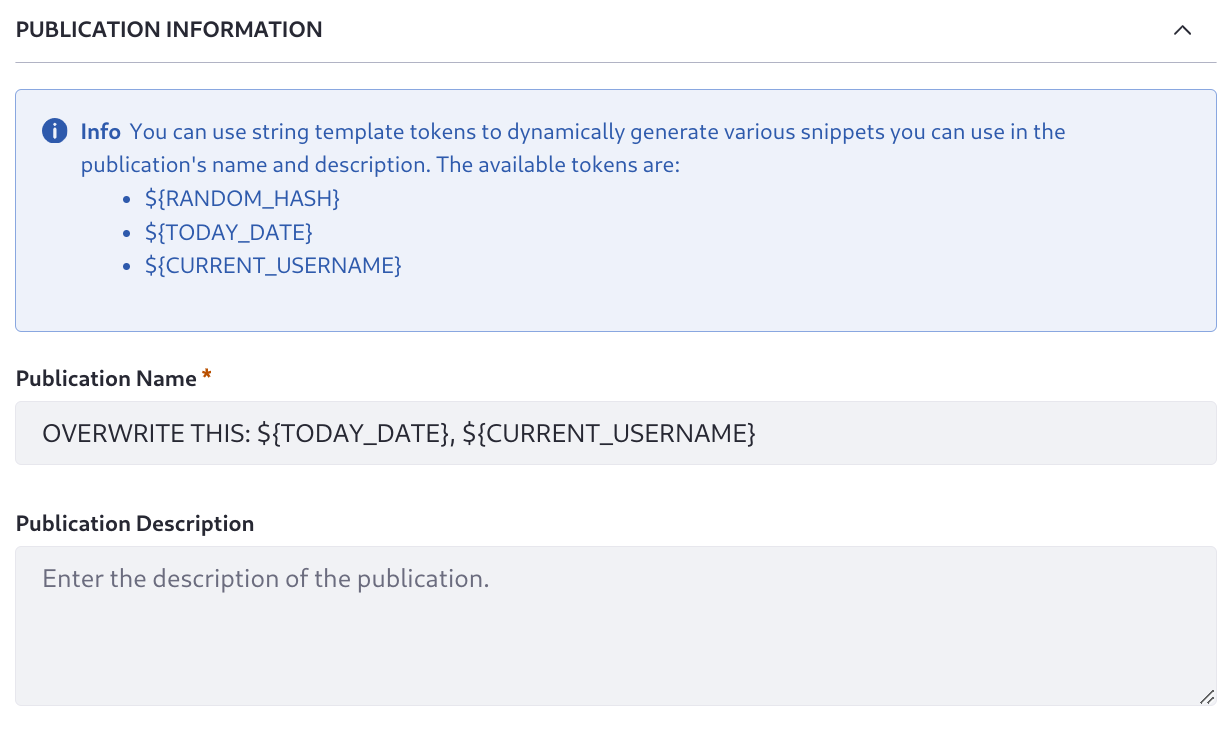 PUBLICATION INFORMATION
Info You can use string template tokens to dynamically generate various snippets you can use in the
publication's name and description. The available tokens are:
• ${RANDOM_HASH}
• ${TODAY_DATE}
• ${CURRENT_USERNAME}
Publication Name *
OVERWRITE THIS: ${TODAY_DATE}, ${CURRENT_USERNAME}
Publication Description
Enter the description of the publication.